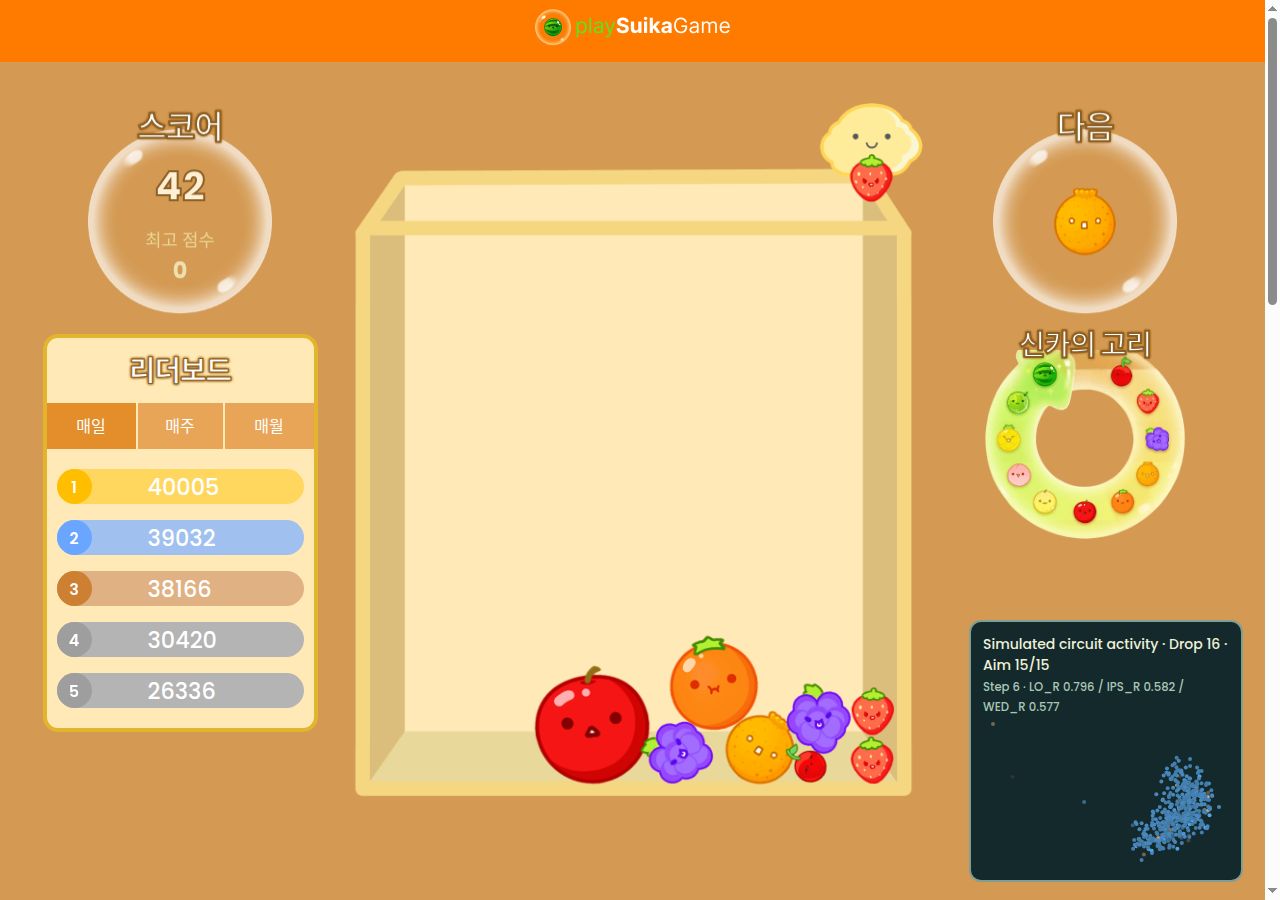 playSuikaGame
스코어
42
최고 점수
0
리더보드
매일 매주 매월
1 40005
2 39032
3 38166
4 30420
5 26336
다음
신카의 고리
Simulated circuit activity · Drop 16 ·
Aim 15/15
Step 6 · LO_R 0.796 / IPS_R 0.582 /
WED_R 0.577